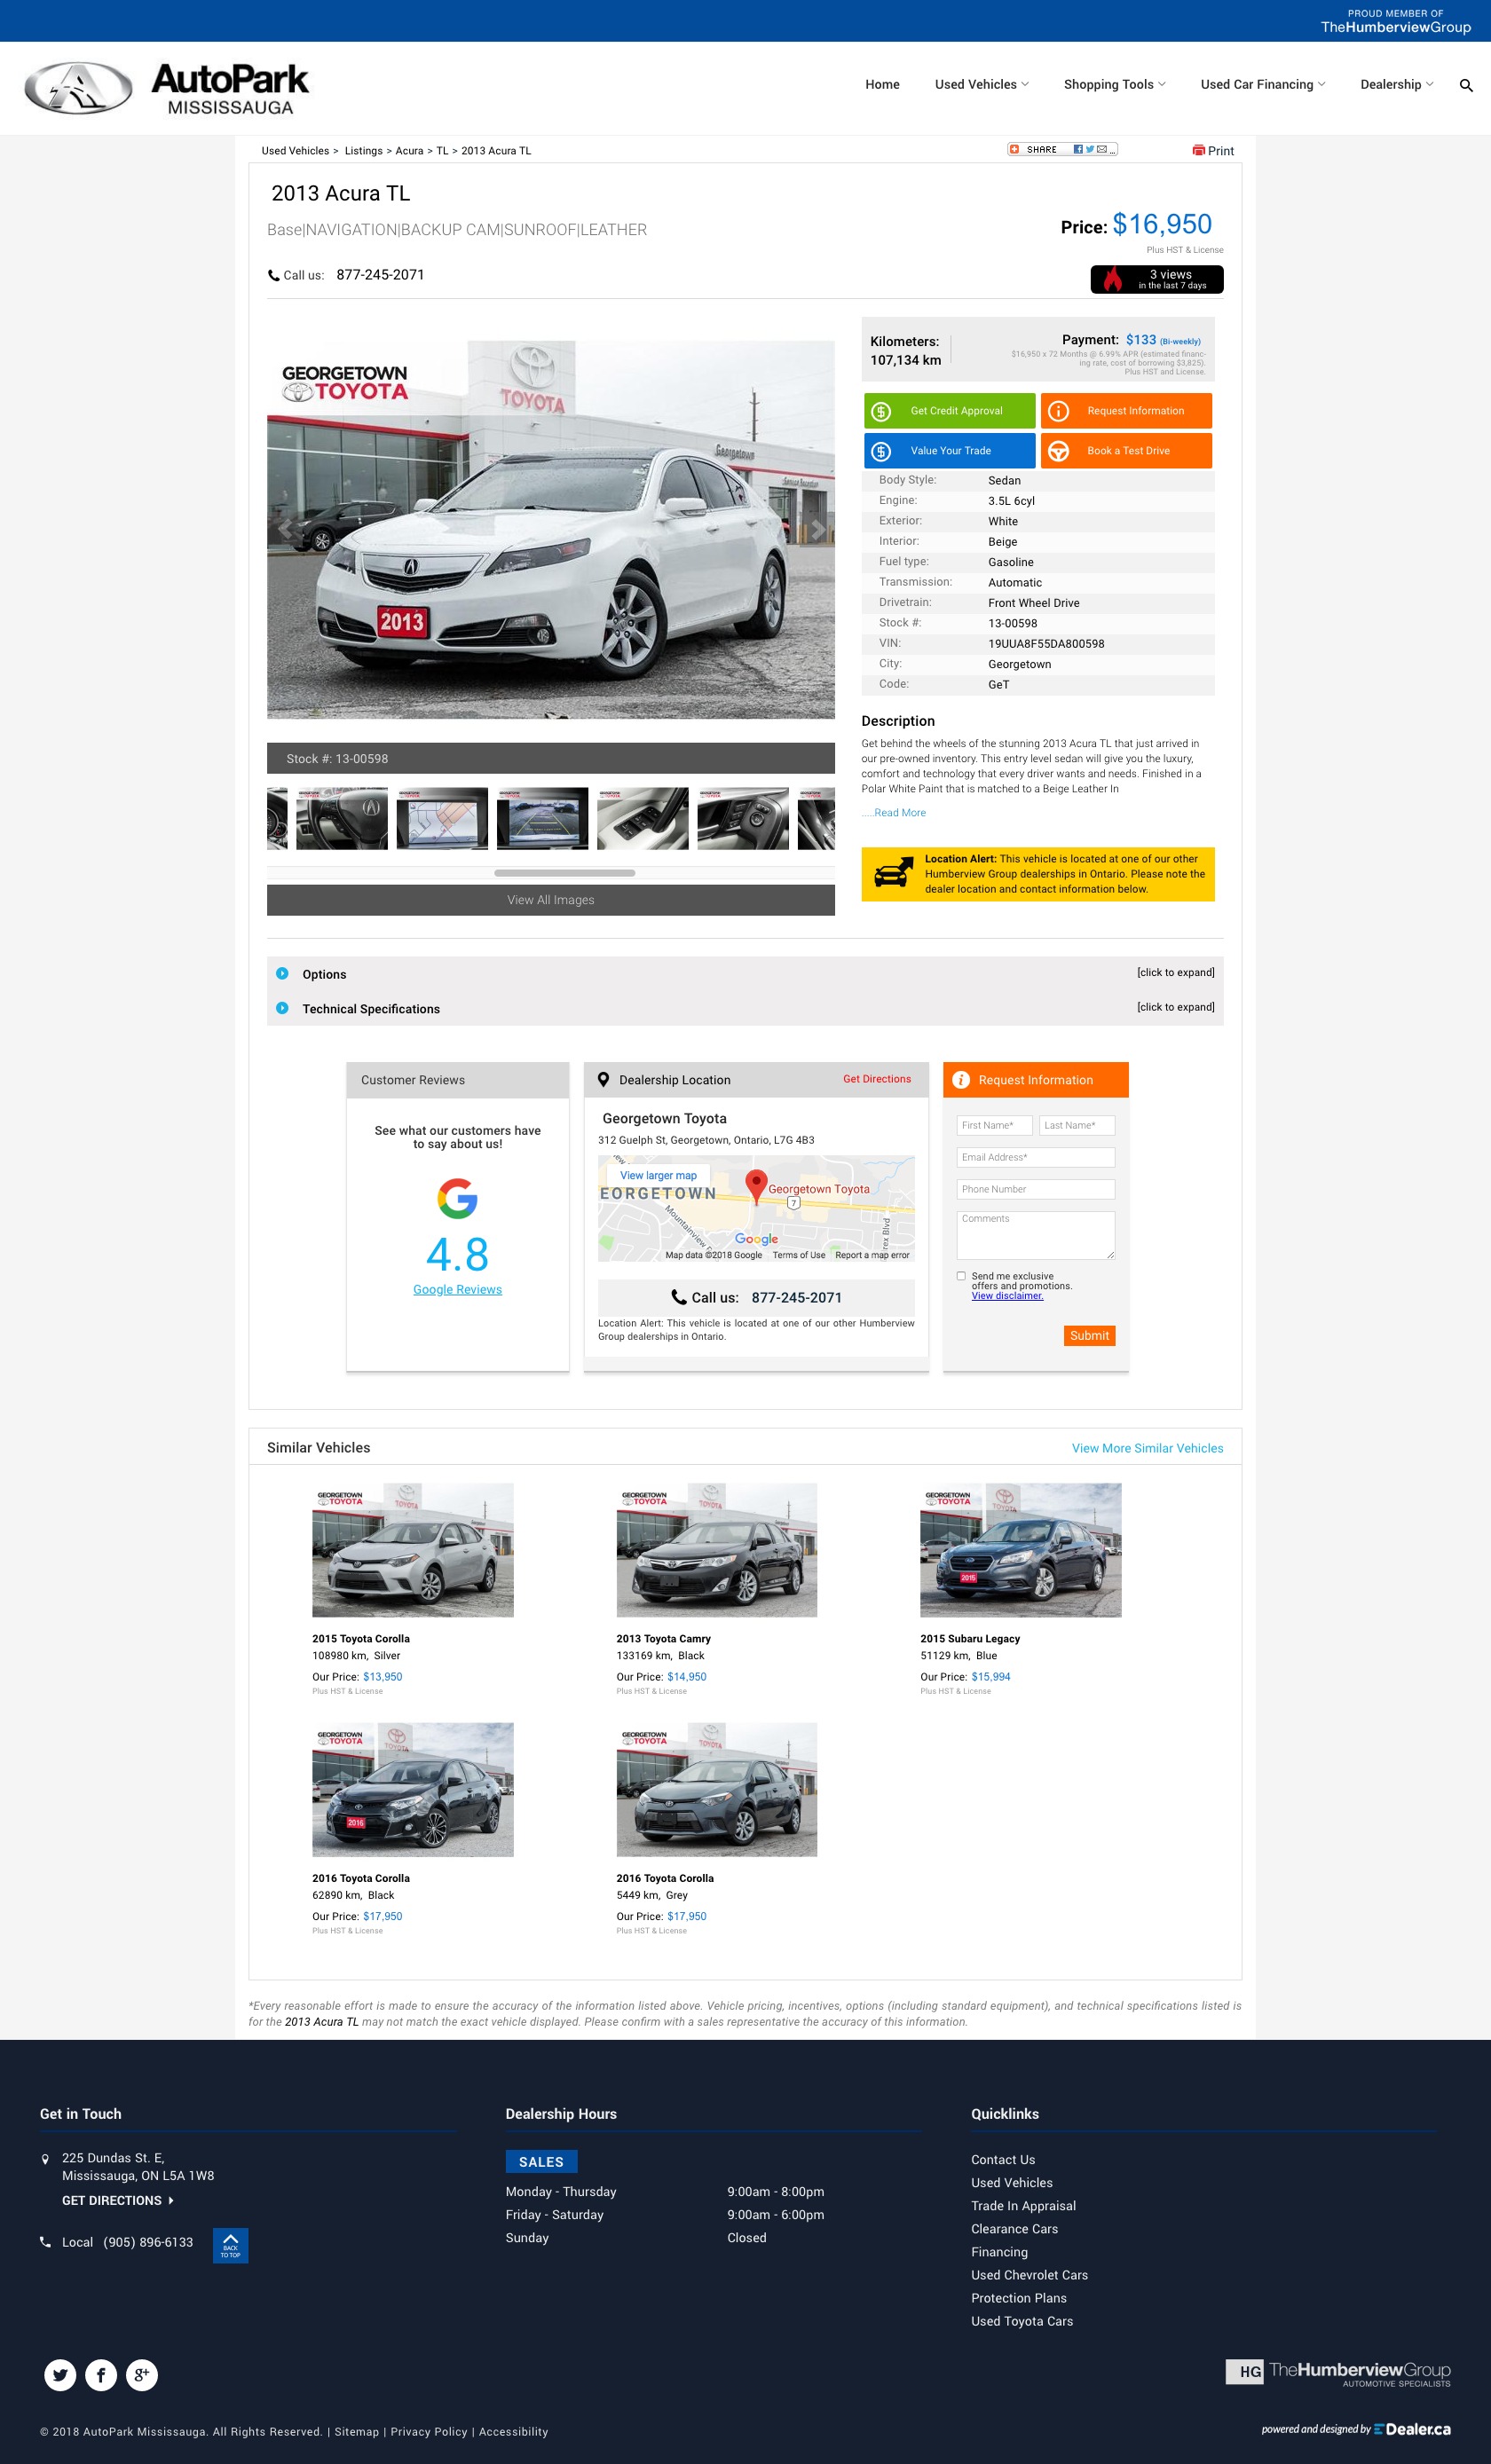 PROUD MEMBER OF
TheHumberviewGroup
AutoPark
MISSISSAUGA
Home
Used Vehicles
Shopping Tools
Used Car Financing
Dealership
Used Vehicles > Listings > Acura > TL > 2013 Acura TL
SHARE
Print
2013 Acura TL
Base|NAVIGATION|BACKUP CAM|SUNROOF|LEATHER
Price: $16,950
Plus HST & License
Call us: 877-245-2071
3 views
in the last 7 days
GEORGETOWN
TOYOTA
TOYOTA
Georgetown
2013
Stock #: 13-00598
View All Images
Kilometers:
107,134 km
Payment: $133 (Bi-weekly)
$16,950 x 72 Months @ 6.99% APR (estimated financ-
ing rate, cost of borrowing $3,825).
Plus HST and License.
Get Credit Approval
Request Information
Value Your Trade
Book a Test Drive
Body Style: Sedan
Engine: 3.5L 6cyl
Exterior: White
Interior: Beige
Fuel type: Gasoline
Transmission: Automatic
Drivetrain: Front Wheel Drive
Stock #: 13-00598
VIN: 19UUA8F55DA800598
City: Georgetown
Code: GeT
Description
Get behind the wheels of the stunning 2013 Acura TL that just arrived in
our pre-owned inventory. This entry level sedan will give you the luxury,
comfort and technology that every driver wants and needs. Finished in a
Polar White Paint that is matched to a Beige Leather In
.....Read More
Location Alert: This vehicle is located at one of our other
Humberview Group dealerships in Ontario. Please note the
dealer location and contact information below.
Options
[click to expand]
Technical Specifications
[click to expand]
Customer Reviews
See what our customers have
to say about us!
4.8
Google Reviews
Dealership Location
Get Directions
Georgetown Toyota
312 Guelph St, Georgetown, Ontario, L7G 4B3
View larger map
EORGETOWN
Georgetown Toyota
7
Mountainview
rex Blvd
Google
Map data ©2018 Google
Terms of Use
Report a map error
Call us: 877-245-2071
Location Alert: This vehicle is located at one of our other Humberview
Group dealerships in Ontario.
Request Information
First Name*
Last Name*
Email Address*
Phone Number
Comments
Send me exclusive
offers and promotions.
View disclaimer.
Submit
Similar Vehicles
View More Similar Vehicles
GEORGETOWN
TOYOTA
GEORGETOWN
TOYOTA
GEORGETOWN
TOYOTA
2015
2015 Toyota Corolla
108980 km, Silver
Our Price: $13,950
Plus HST & License
2013 Toyota Camry
133169 km, Black
Our Price: $14,950
Plus HST & License
2015 Subaru Legacy
51129 km, Blue
Our Price: $15,994
Plus HST & License
GEORGETOWN
TOYOTA
2016
GEORGETOWN
TOYOTA
2016 Toyota Corolla
62890 km, Black
Our Price: $17,950
Plus HST & License
2016 Toyota Corolla
5449 km, Grey
Our Price: $17,950
Plus HST & License
*Every reasonable effort is made to ensure the accuracy of the information listed above. Vehicle pricing, incentives, options (including standard equipment), and technical specifications listed is
for the 2013 Acura TL may not match the exact vehicle displayed. Please confirm with a sales representative the accuracy of this information.
Get in Touch
225 Dundas St. E,
Mississauga, ON L5A 1W8
GET DIRECTIONS
Local (905) 896-6133
BACK
TO TOP
Dealership Hours
SALES
Monday - Thursday 9:00am - 8:00pm
Friday - Saturday 9:00am - 6:00pm
Sunday Closed
Quicklinks
Contact Us
Used Vehicles
Trade In Appraisal
Clearance Cars
Financing
Used Chevrolet Cars
Protection Plans
Used Toyota Cars
HG TheHumberviewGroup
AUTOMOTIVE SPECIALISTS
© 2018 AutoPark Mississauga. All Rights Reserved. | Sitemap | Privacy Policy | Accessibility
powered and designed by EDealer.ca